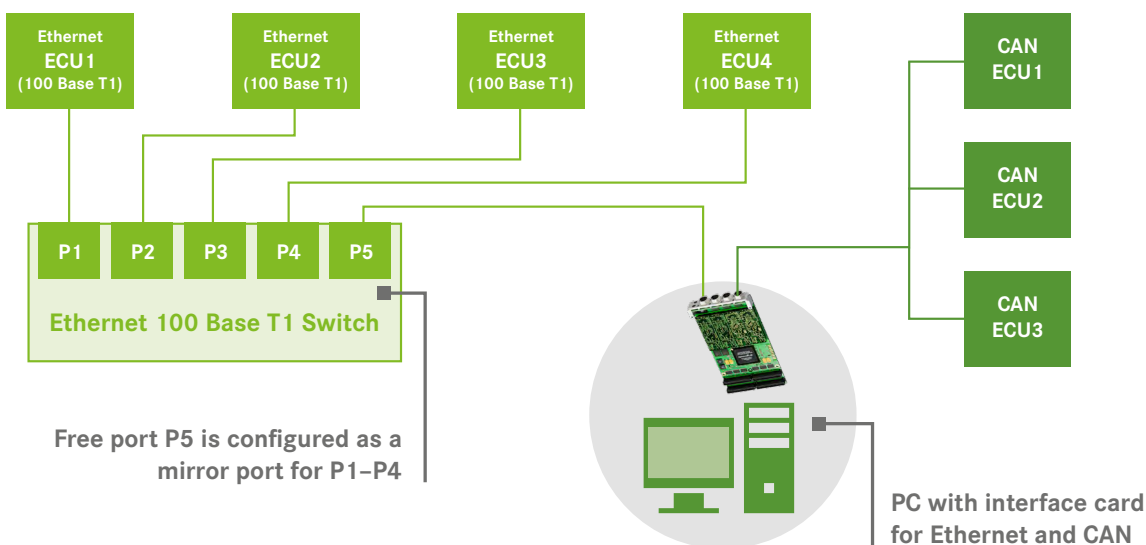 Ethernet
ECU1
(100 Base T1)
Ethernet
ECU2
(100 Base T1)
Ethernet
ECU3
(100 Base T1)
Ethernet
ECU4
(100 Base T1)
CAN
ECU1
CAN
ECU2
CAN
ECU3
P1
P2
P3
P4
P5
Ethernet 100 Base T1 Switch
Free port P5 is configured as a
mirror port for P1–P4
PC with interface card
for Ethernet and CAN